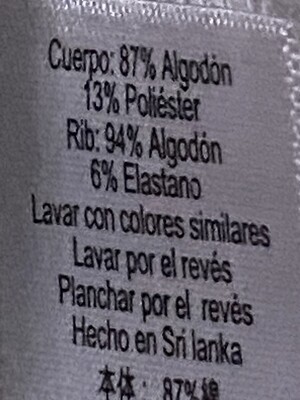 Cuerpo: 87% Algodón
13% Poliéster
Rib: 94% Algodón
6% Elastano
Lavar con colores similares
Lavar por el revés
Planchar por el revés
Hecho en Sri lanka
本体: 87%綿